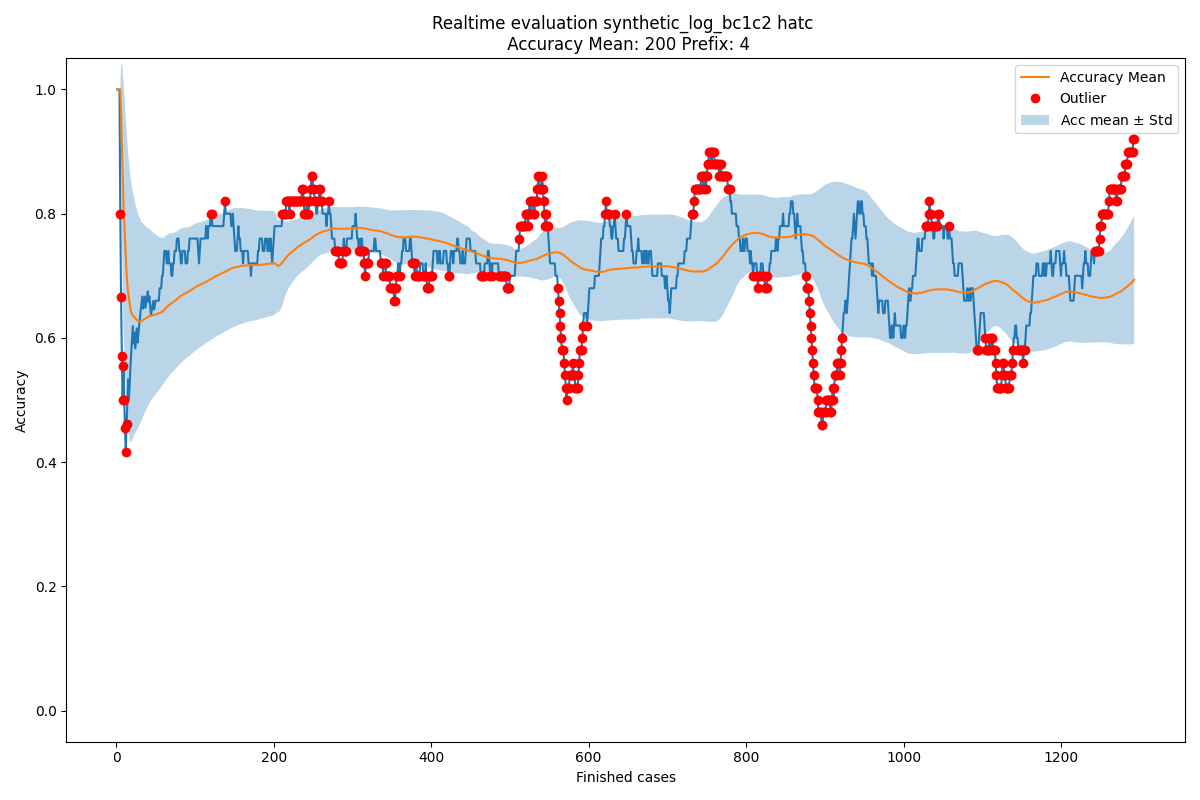 Realtime evaluation synthetic_log_bc1c2 hatc
Accuracy Mean: 200 Prefix: 4
Accuracy Mean
Outlier
Acc mean ± Std
1.0
0.8
0.6
0.4
0.2
0.0
Accuracy
0 200 400 600 800 1000 1200
Finished cases